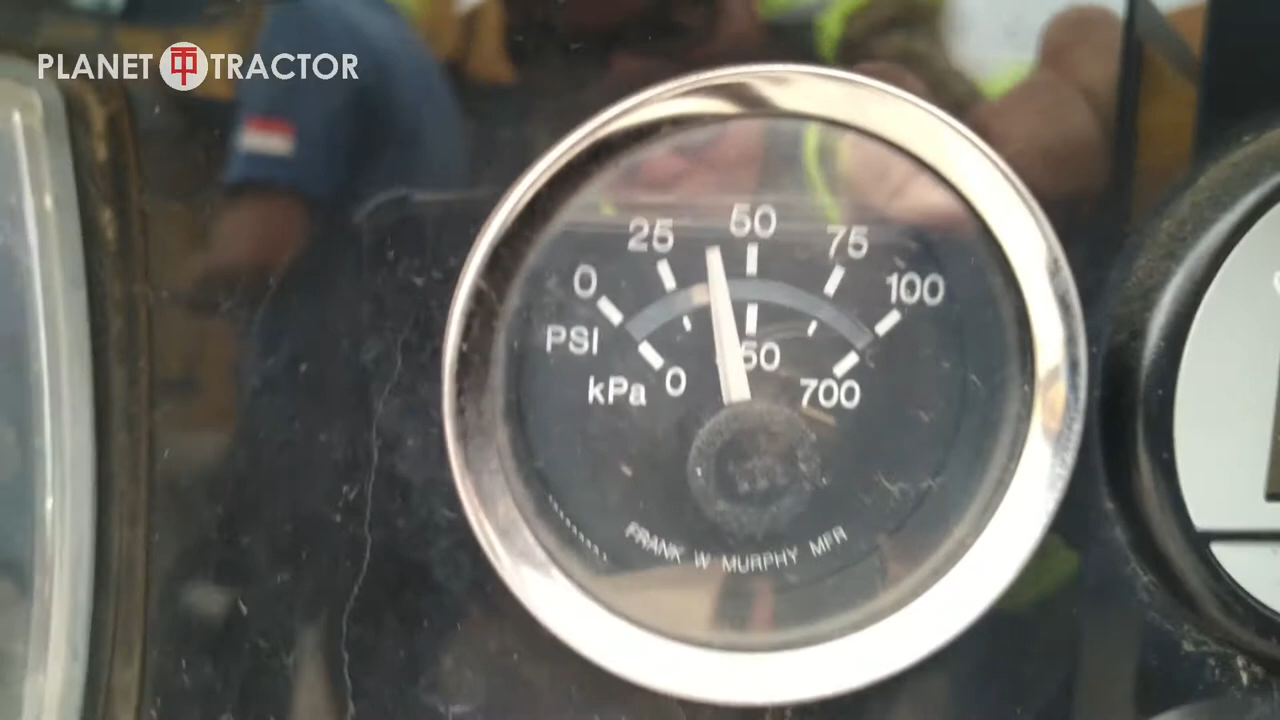 PLANET TRACTOR
0 25 50 75 100
PSI
kPa 0 50 700
FRANK W MURPHY MFR